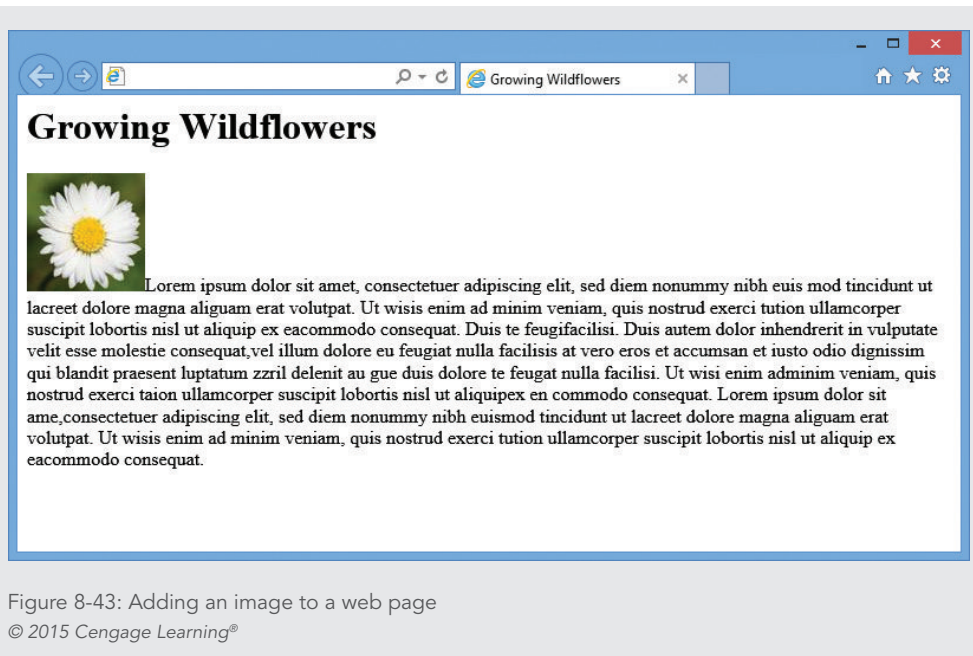 Growing Wildflowers
Growing Wildflowers
Lorem ipsum dolor sit amet, consectetuer adipiscing elit, sed diem nonummy nibh euis mod tincidunt ut
lacreet dolore magna aliguam erat volutpat. Ut wisis enim ad minim veniam, quis nostrud exerci tution ullamcorper
suscipit lobortis nisl ut aliquip ex eacommodo consequat. Duis te feugifacilisi. Duis autem dolor inhendrerit in vulputate
velit esse molestie consequat,vel illum dolore eu feugiat nulla facilisis at vero eros et accumsan et iusto odio dignissim
qui blandit praesent luptatum zzril delenit au gue duis dolore te feugat nulla facilisi. Ut wisi enim adminim veniam, quis
nostrud exerci taion ullamcorper suscipit lobortis nisl ut aliquipex en commodo consequat. Lorem ipsum dolor sit
ame,consectetuer adipiscing elit, sed diem nonummy nibh euismod tincidunt ut lacreet dolore magna aliguam erat
volutpat. Ut wisis enim ad minim veniam, quis nostrud exerci tution ullamcorper suscipit lobortis nisl ut aliquip ex
eacommodo consequat.
Figure 8-43: Adding an image to a web page
© 2015 Cengage Learning®